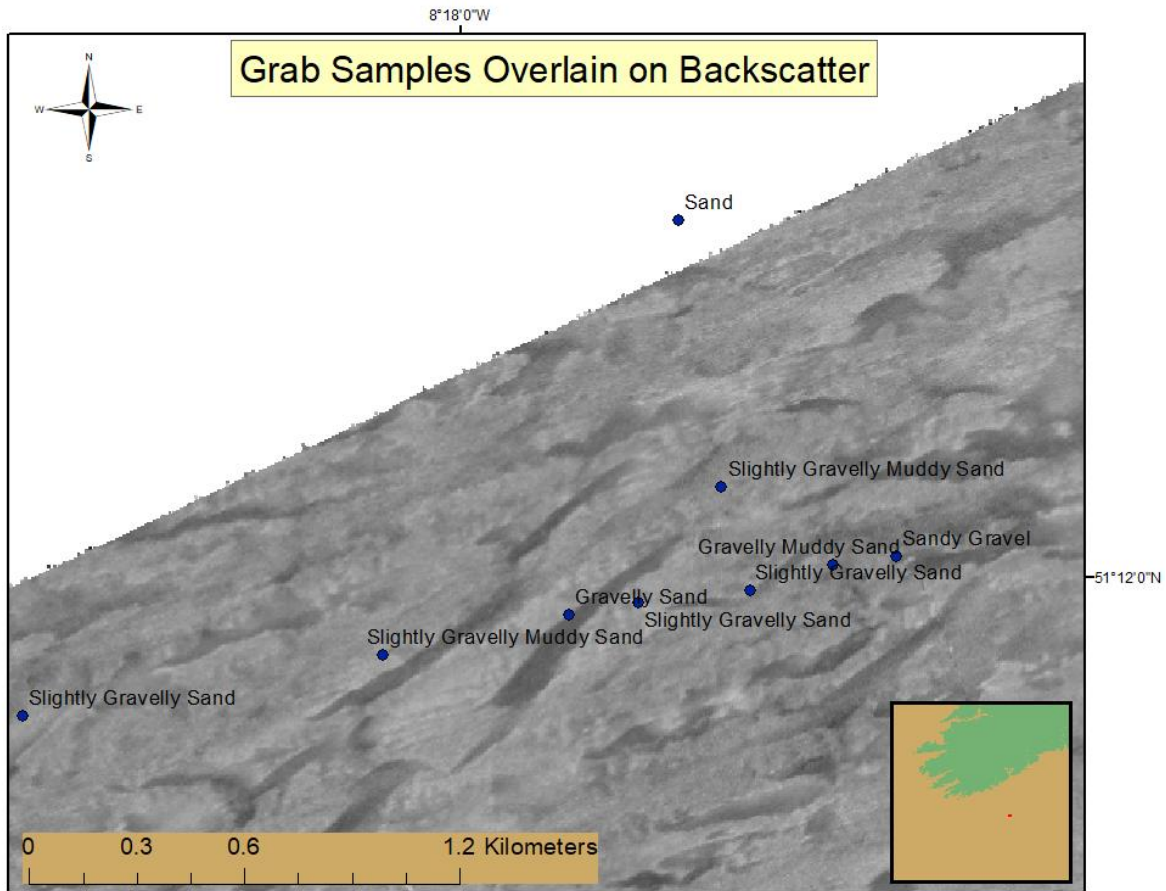 8°18'0"W
Grab Samples Overlain on Backscatter
N
W E
S
Sand
Slightly Gravelly Muddy Sand
Sandy Gravel
Gravelly Muddy Sand
Slightly Gravelly Sand
51°12'0"N
Gravelly Sand
Slightly Gravelly Sand
Slightly Gravelly Muddy Sand
Slightly Gravelly Sand
0 0.3 0.6 1.2 Kilometers